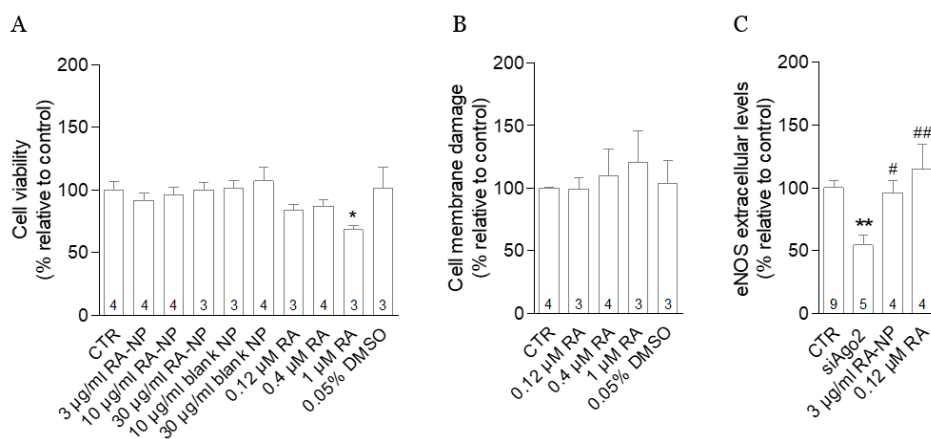 A
Cell viability
(% relative to control)
200
150
100
50
0
*
4
4
4
3
3
4
3
4
3
3
CTR
3 µg/ml RA-NP
10 µg/ml RA-NP
30 µg/ml RA-NP
10 µg/ml blank NP
30 µg/ml blank NP
0.12 µM RA
0.4 µM RA
1 µM RA
0.05% DMSO
B
Cell membrane damage
(% relative to control)
200
150
100
50
0
4
3
4
3
3
CTR
0.12 µM RA
0.4 µM RA
1 µM RA
0.05% DMSO
C
eNOS extracellular levels
(% relative to control)
200
150
100
50
0
**
#
##
9
5
4
4
CTR
siAgo2
3 µg/ml RA-NP
0.12 µM RA